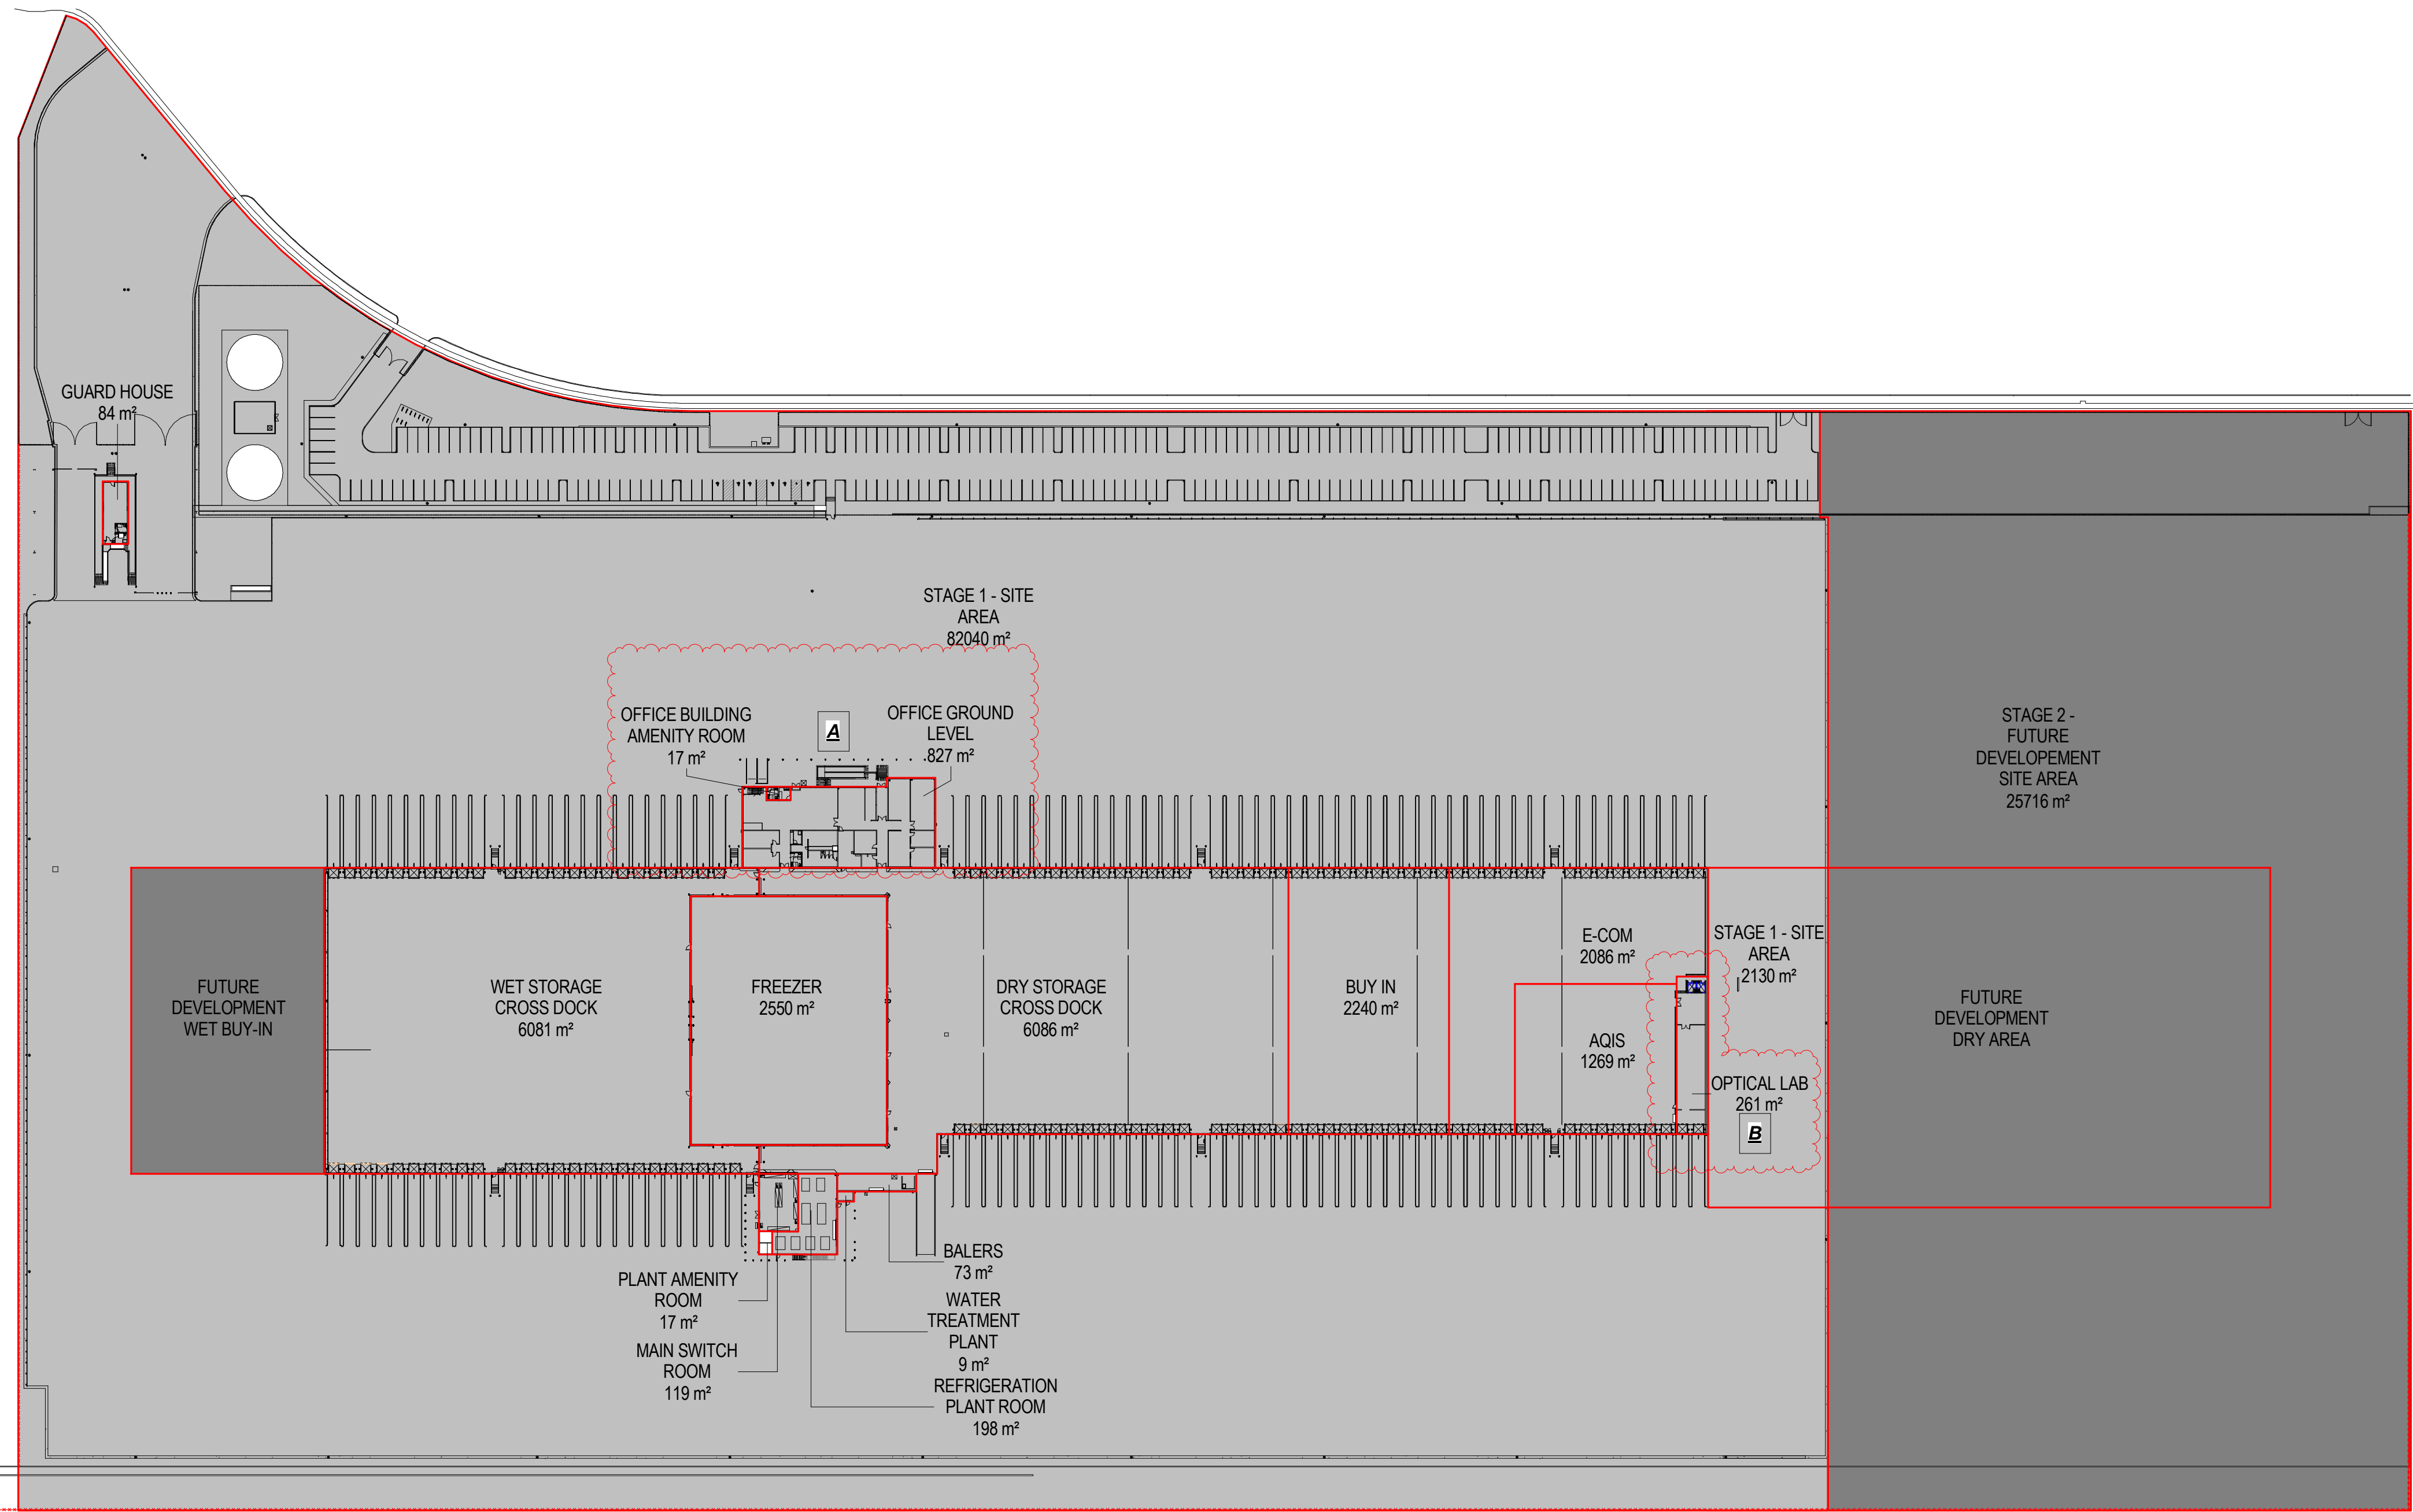 GUARD HOUSE
84 m²
STAGE 1 - SITE
AREA
82040 m²
OFFICE BUILDING
AMENITY ROOM
17 m²
A
OFFICE GROUND
LEVEL
827 m²
STAGE 2 -
FUTURE
DEVELOPEMENT
SITE AREA
25716 m²
FUTURE
DEVELOPMENT
WET BUY-IN
WET STORAGE
CROSS DOCK
6081 m²
FREEZER
2550 m²
DRY STORAGE
CROSS DOCK
6086 m²
BUY IN
2240 m²
E-COM
2086 m²
AQIS
1269 m²
STAGE 1 - SITE
AREA
2130 m²
OPTICAL LAB
261 m²
B
FUTURE
DEVELOPMENT
DRY AREA
PLANT AMENITY
ROOM
17 m²
MAIN SWITCH
ROOM
119 m²
BALERS
73 m²
WATER
TREATMENT
PLANT
9 m²
REFRIGERATION
PLANT ROOM
198 m²